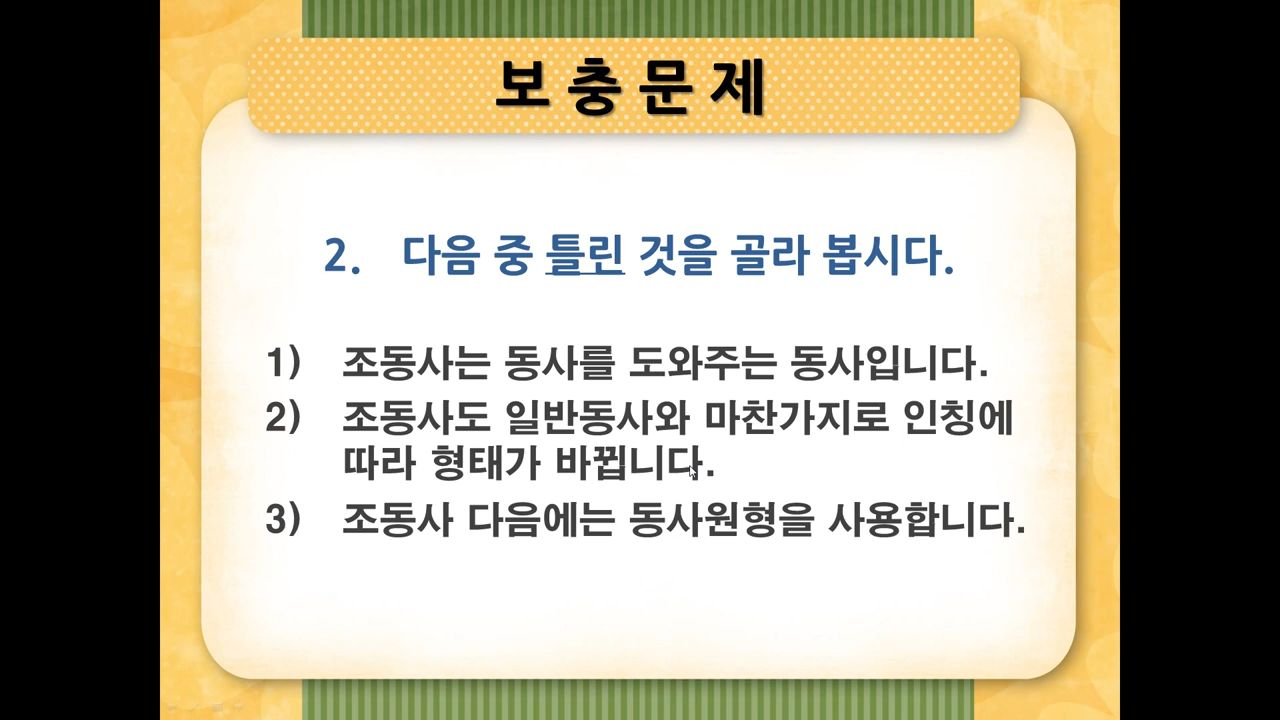 보충문제
2. 다음 중 틀린 것을 골라 봅시다.
1) 조동사는 동사를 도와주는 동사입니다.
2) 조동사도 일반동사와 마찬가지로 인칭에
따라 형태가 바뀝니다.
3) 조동사 다음에는 동사원형을 사용합니다.